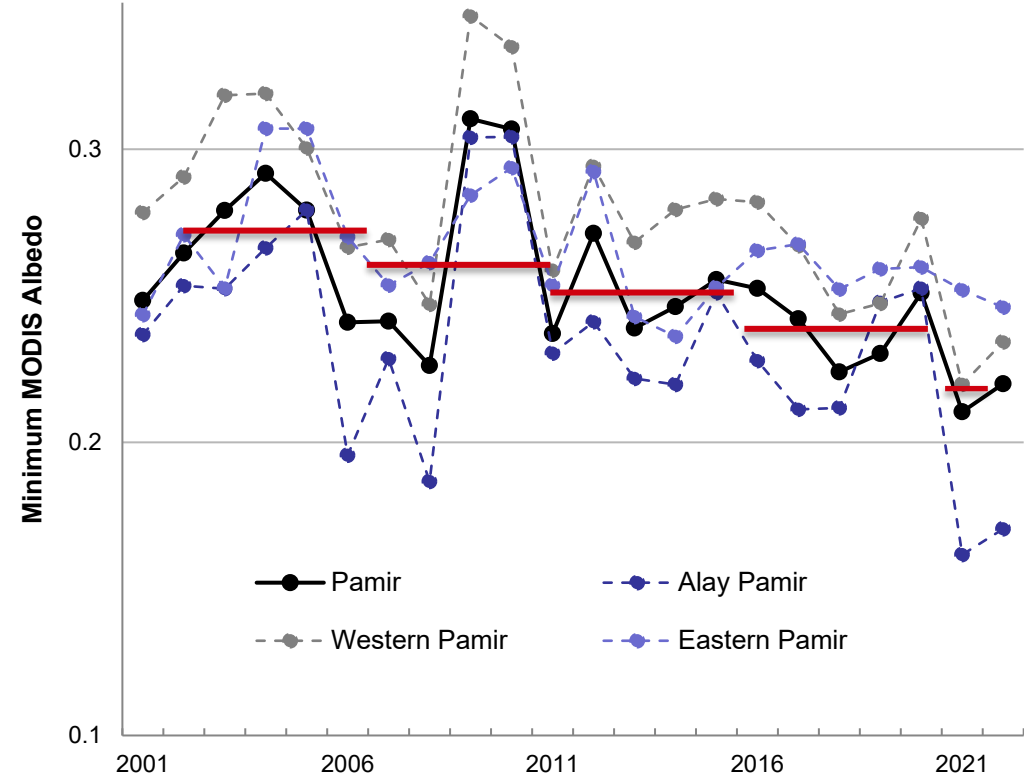 Minimum MODIS Albedo
0.3
0.2
0.1
Pamir
Alay Pamir
Western Pamir
Eastern Pamir
2001 2006 2011 2016 2021